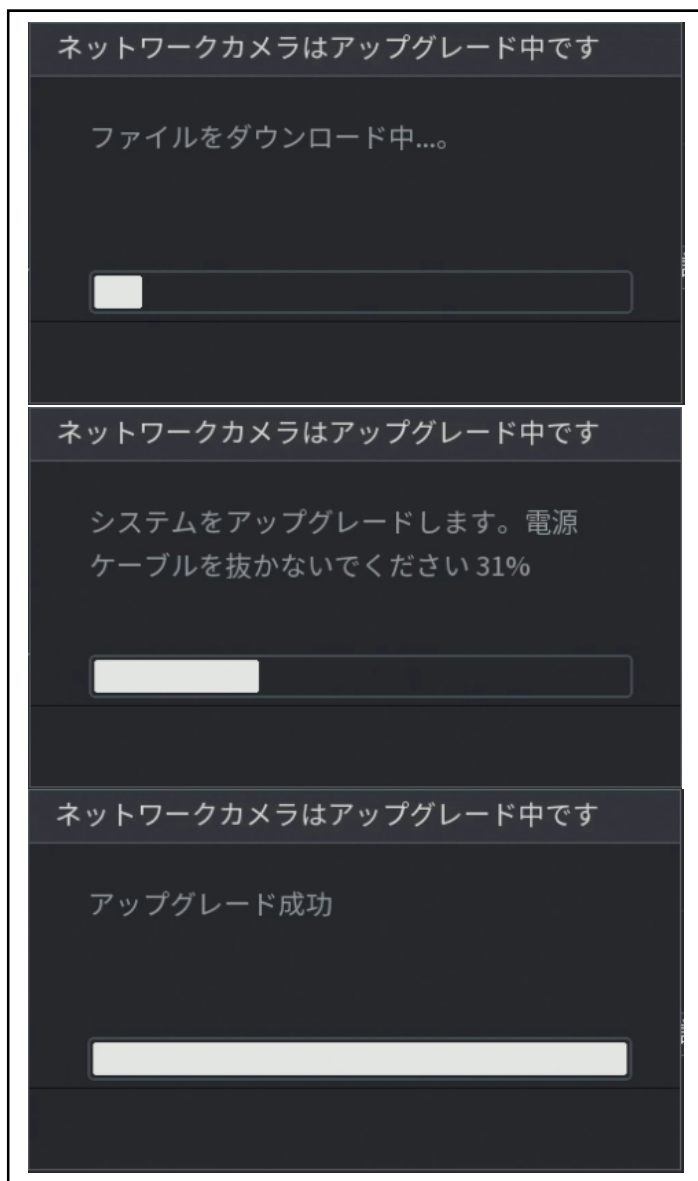 ネットワークカメラはアップグレード中です
ファイルをダウンロード中...。
ネットワークカメラはアップグレード中です
システムをアップグレードします。電源
ケーブルを抜かないでください 31%
ネットワークカメラはアップグレード中です
アップグレード成功